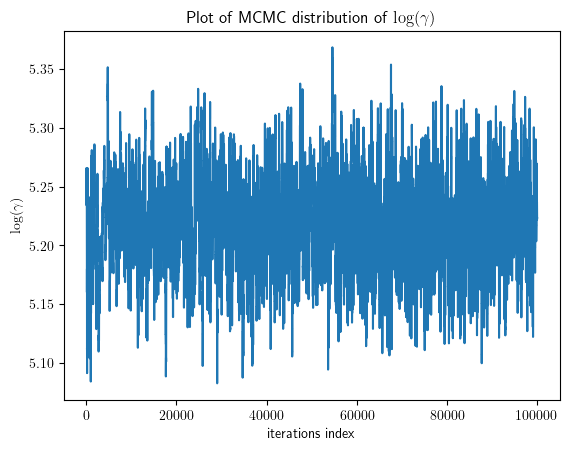 Plot of MCMC distribution of log(γ)
5.35
5.30
5.25
5.20
5.15
5.10
log(γ)
0 20000 40000 60000 80000 100000
iterations index